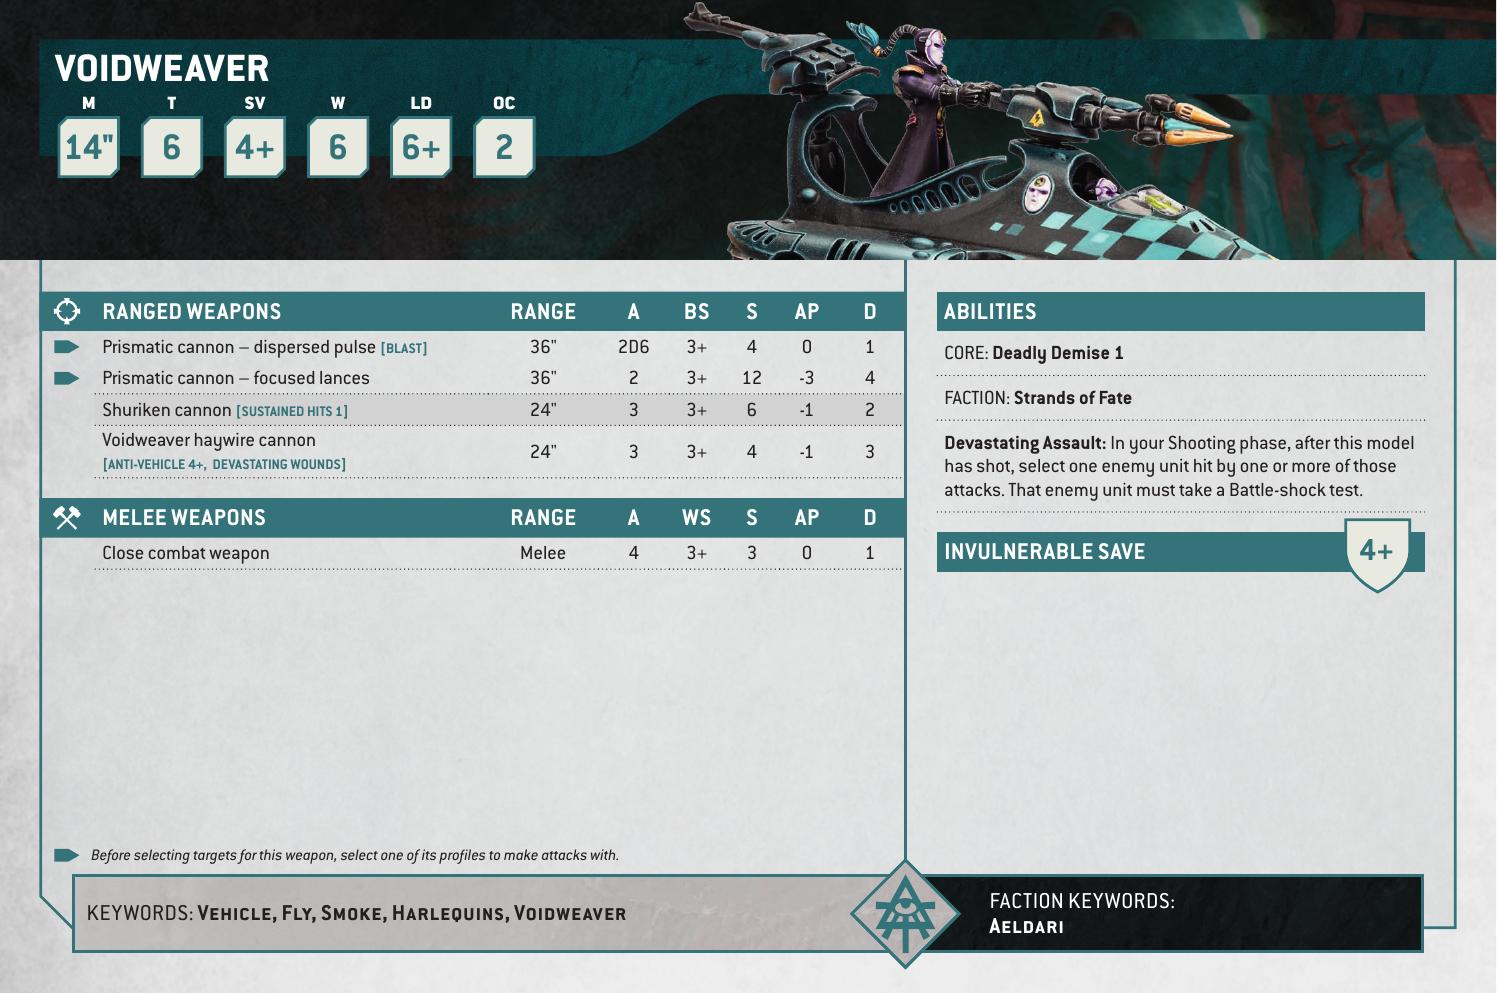 VOIDWEAVER
M T SV W LD OC
14" 6 4+ 6 6+ 2
RANGED WEAPONS RANGE A BS S AP D
Prismatic cannon – dispersed pulse [BLAST] 36" 2D6 3+ 4 0 1
Prismatic cannon – focused lances 36" 2 3+ 12 -3 4
Shuriken cannon [SUSTAINED HITS 1] 24" 3 3+ 6 -1 2
Voidweaver haywire cannon
[ANTI-VEHICLE 4+, DEVASTATING WOUNDS] 24" 3 3+ 4 -1 3
MELEE WEAPONS RANGE A WS S AP D
Close combat weapon Melee 4 3+ 3 0 1
Before selecting targets for this weapon, select one of its profiles to make attacks with.
ABILITIES
CORE: Deadly Demise 1
FACTION: Strands of Fate
Devastating Assault: In your Shooting phase, after this model
has shot, select one enemy unit hit by one or more of those
attacks. That enemy unit must take a Battle-shock test.
INVULNERABLE SAVE 4+
KEYWORDS: VEHICLE, FLY, SMOKE, HARLEQUINS, VOIDWEAVER
FACTION KEYWORDS:
AELDARI